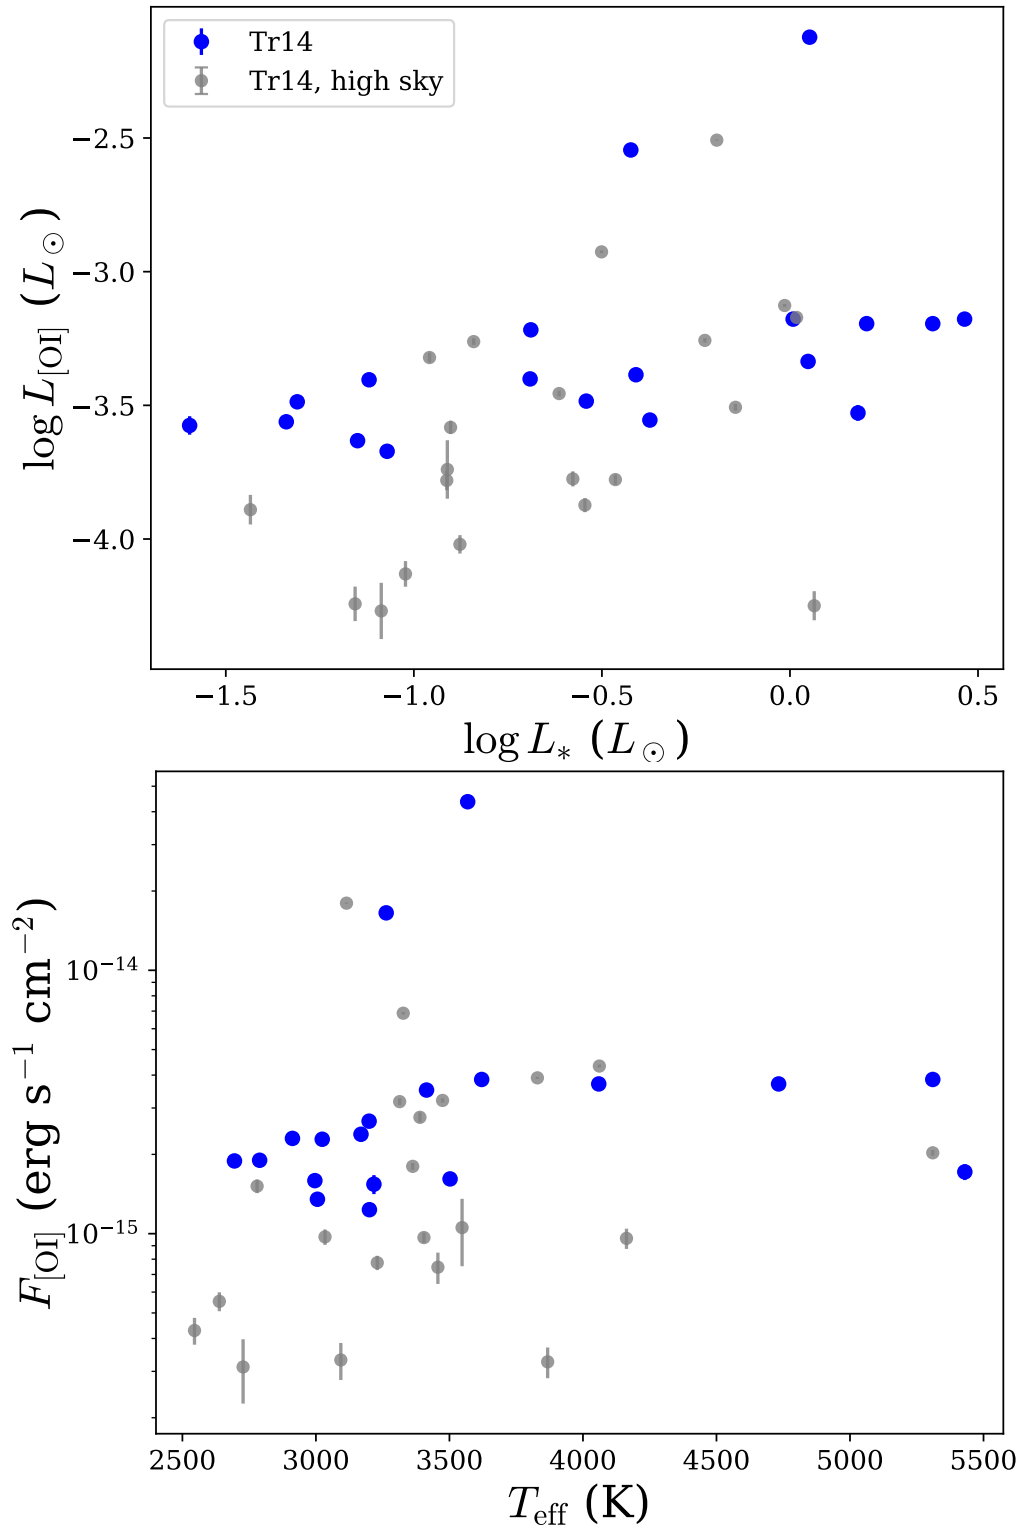 Tr14
Tr14, high sky
−2.5
−3.0
−3.5
−4.0
log L[OI] (L⊙)
−1.5 −1.0 −0.5 0.0 0.5
log L* (L⊙)
10⁻¹⁴
10⁻¹⁵
F[OI] (erg s⁻¹ cm⁻²)
2500 3000 3500 4000 4500 5000 5500
Teff (K)